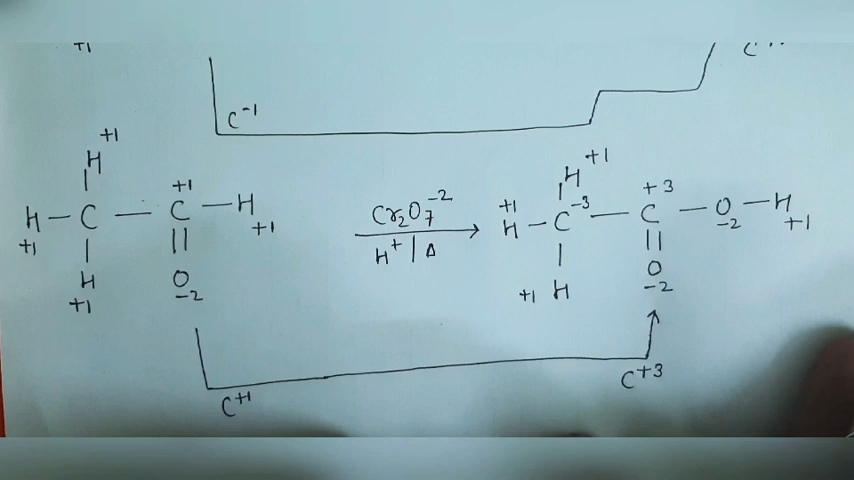 +1
C⁻¹
+1
H
H — C — C — H
+1
+1
+1
H
O
+1
-2
Cr₂O₇⁻²
H⁺ | Δ
+1
H
+1
H — C⁻³ — C — O — H
+3
-2
+1
+1 H
O
-2
C⁺¹
C⁺³